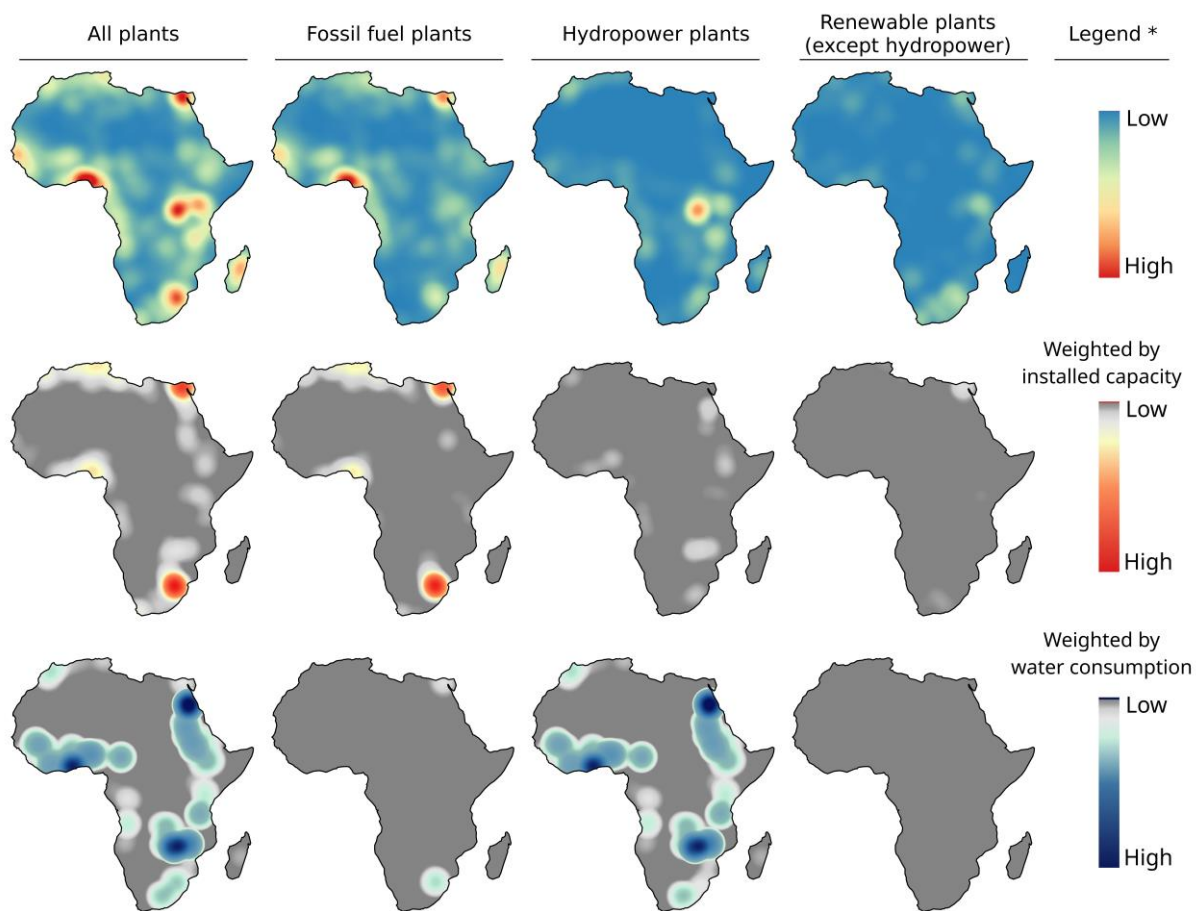 All plants
Fossil fuel plants
Hydropower plants
Renewable plants
(except hydropower)
Legend *
Low
High
Weighted by
installed capacity
Low
High
Weighted by
water consumption
Low
High